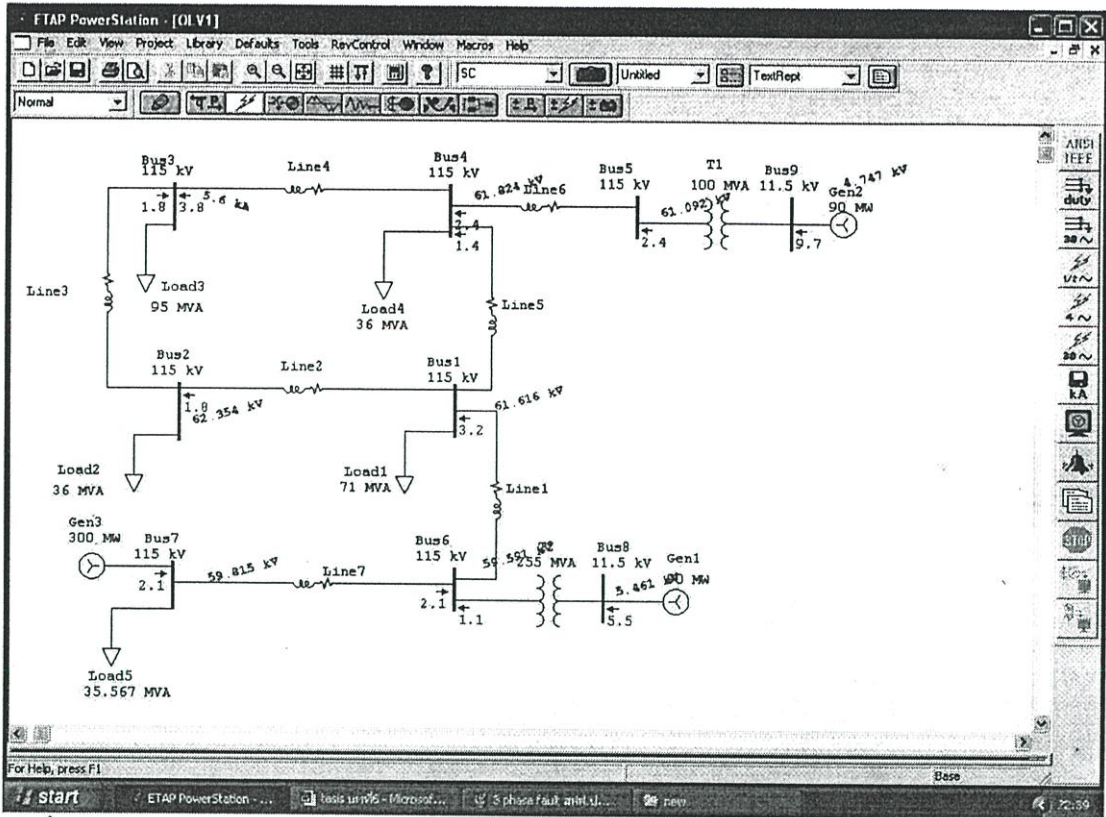 ETAP PowerStation - [OLV1]
File Edit View Project Library Defaults Tools RevControl Window Macros Help
SC Untitled TextRept
Normal
Bus3
115 kV
Line4
Bus4
115 kV
61.824 kV
Line6
Bus5
115 kV
T1
100 MVA
Bus9
11.5 kV
4.747 kV
Gen2
90 MW
1.8
3.8
5.6 kA
2.4
1.4
2.4
61.092 kV
9.7
Line3
Load3
95 MVA
Load4
36 MVA
Line5
Bus2
115 kV
Line2
Bus1
115 kV
1.8
62.354 kV
61.616 kV
3.2
Load2
36 MVA
Load1
71 MVA
Line1
Gen3
300 MW
Bus7
115 kV
59.815 kV
Line7
Bus6
115 kV
255 MVA
Bus8
11.5 kV
Gen1
2.1
2.1
1.1
5.5
Load5
35.567 MVA
ANSI
IEEE
duty
30
4
30
kA
STOP
For Help, press F1
Base
start
ETAP PowerStation - ...
new
22:39